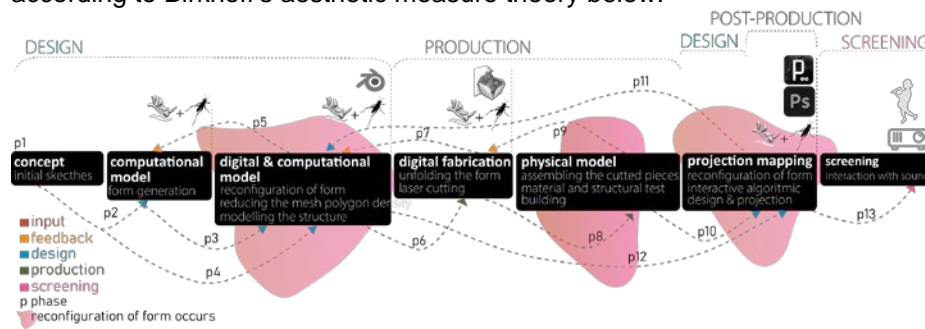 according to Birkhoff's aesthetic measure theory below.
POST-PRODUCTION
DESIGN
PRODUCTION
DESIGN
SCREENING
P
Ps
p11
p5
p7
p9
p1
concept
initial skecthes
computational
model
form generation
digital & computational
model
reconfiguration of form
reducing the mesh polygon density
modelling the structure
digital fabrication
unfolding the form
laser cutting
physical model
assembling the cutted pieces
material and structural test
building
projection mapping
reconfiguration of form
interactive algoritmic
design & projection
screening
interaction with sound
p2
p3
p4
p6
p8
p10
p12
p13
input
feedback
design
production
screening
p phase
reconfiguration of form occurs